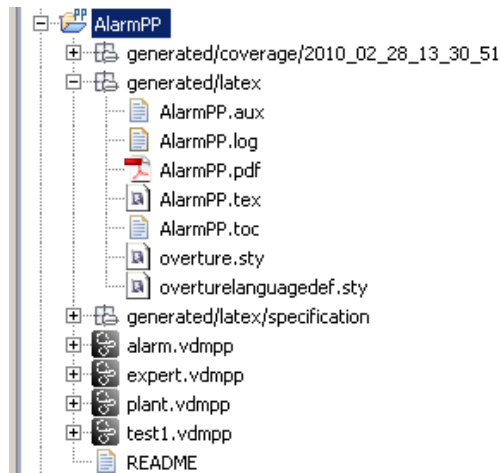 AlarmPP
generated/coverage/2010_02_28_13_30_51
generated/latex
AlarmPP.aux
AlarmPP.log
AlarmPP.pdf
AlarmPP.tex
AlarmPP.toc
overture.sty
overturelanguagedef.sty
generated/latex/specification
alarm.vdmpp
expert.vdmpp
plant.vdmpp
test1.vdmpp
README